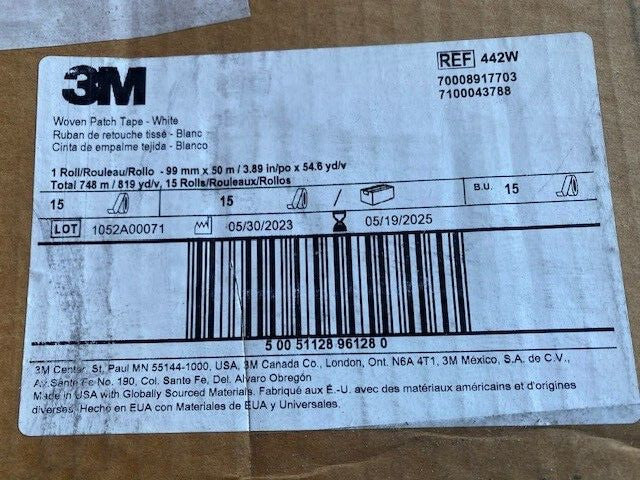 3M
REF 442W
70008917703
7100043788
Woven Patch Tape - White
Ruban de retouche tissé - Blanc
Cinta de empalme tejida - Blanco
1 Roll/Rouleau/Rollo - 99 mm x 50 m / 3.89 in/po x 54.6 yd/v
Total 748 m / 819 yd/v, 15 Rolls/Rouleaux/Rollos
15 15 / B.U. 15
LOT 1052A00071 05/30/2023 05/19/2025
5 00 51128 96128 0
3M Center, St. Paul MN 55144-1000, USA, 3M Canada Co., London, Ont. N6A 4T1, 3M México, S.A. de C.V.,
Av. Santa Fe No. 190, Col. Sante Fe, Del. Alvaro Obregón
Made in USA with Globally Sourced Materials. Fabriqué aux É.-U. avec des matériaux américains et d'origines
diverses. Hecho en EUA con Materiales de EUA y Universales.